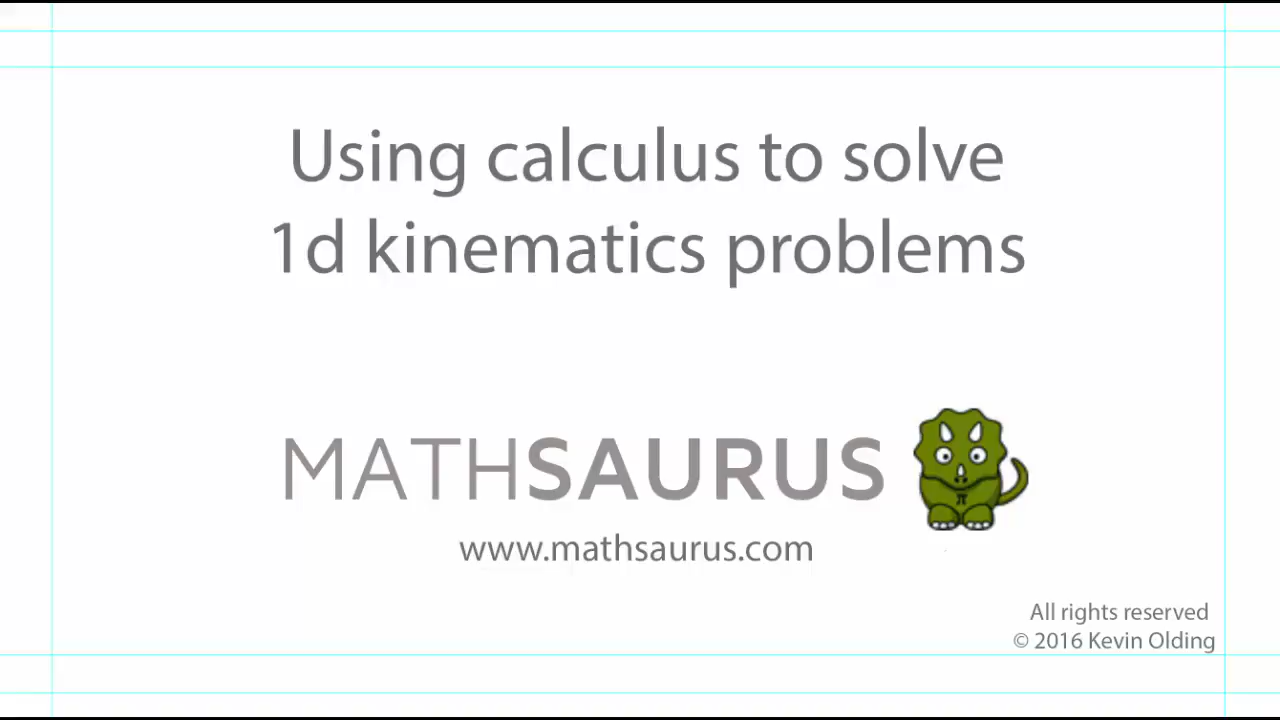 Using calculus to solve
1d kinematics problems
MATHSAURUS
π
www.mathsaurus.com
All rights reserved
© 2016 Kevin Olding